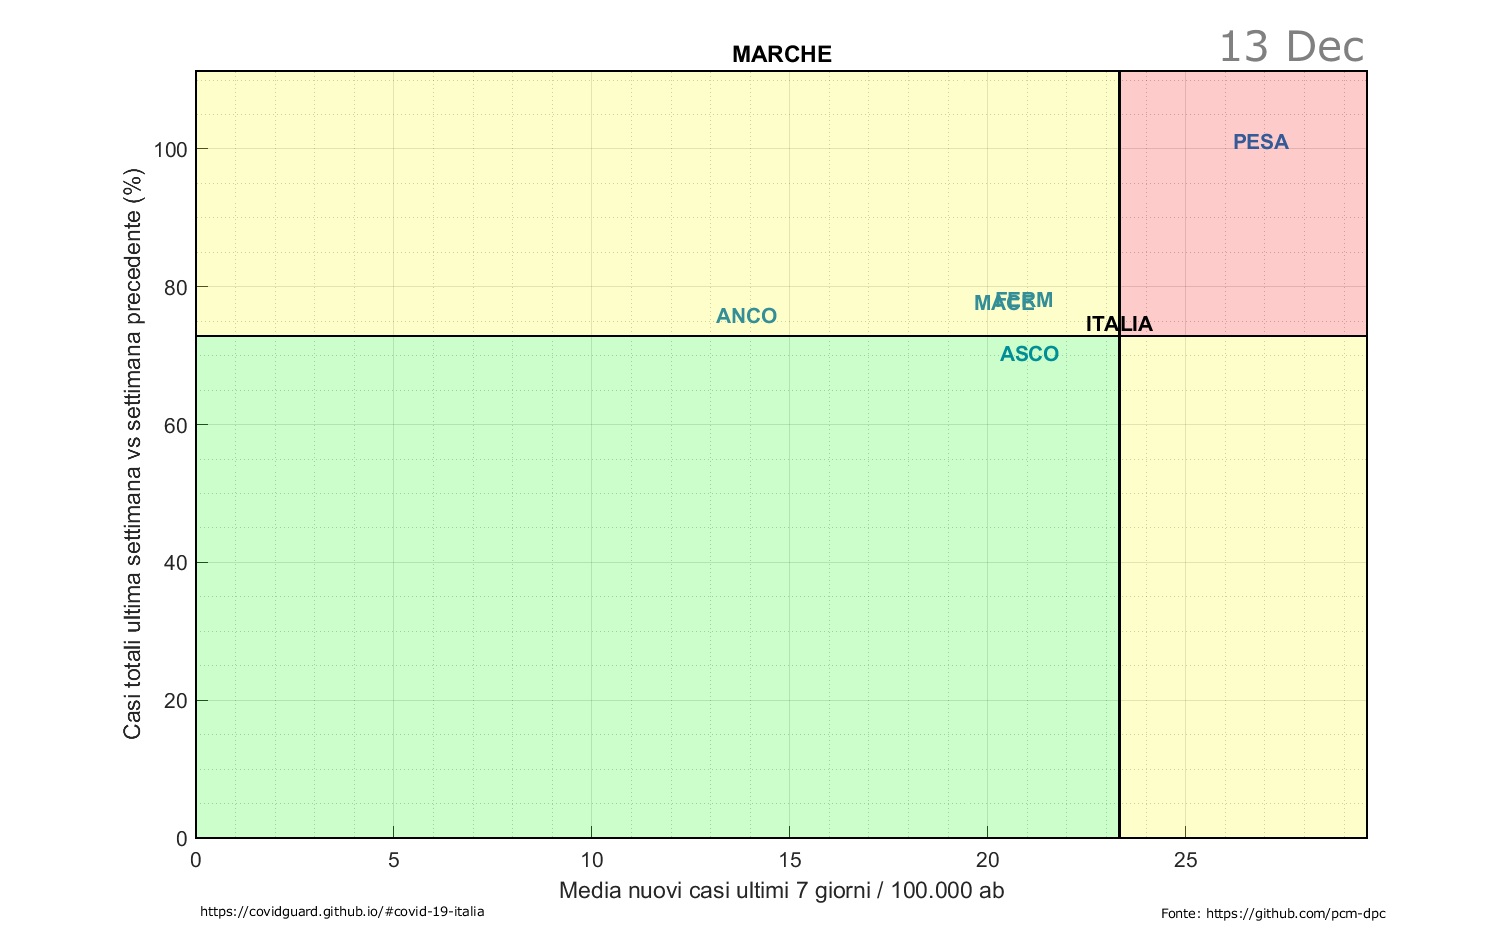 13 Dec
MARCHE
Casi totali ultima settimana vs settimana precedente (%)
100
80
60
40
20
0
PESA
FERM
MACE
ANCO
ITALIA
ASCO
0 5 10 15 20 25
Media nuovi casi ultimi 7 giorni / 100.000 ab
https://covidguard.github.io/#covid-19-italia
Fonte: https://github.com/pcm-dpc